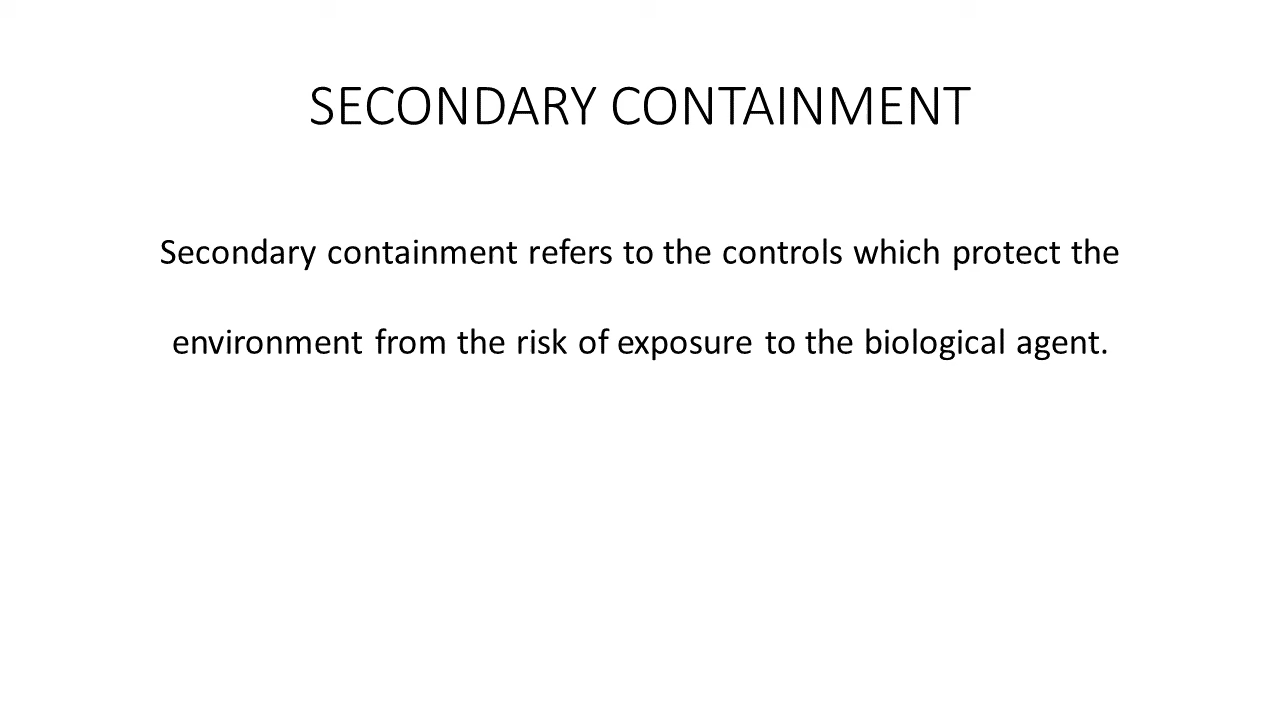 SECONDARY CONTAINMENT
Secondary containment refers to the controls which protect the
environment from the risk of exposure to the biological agent.